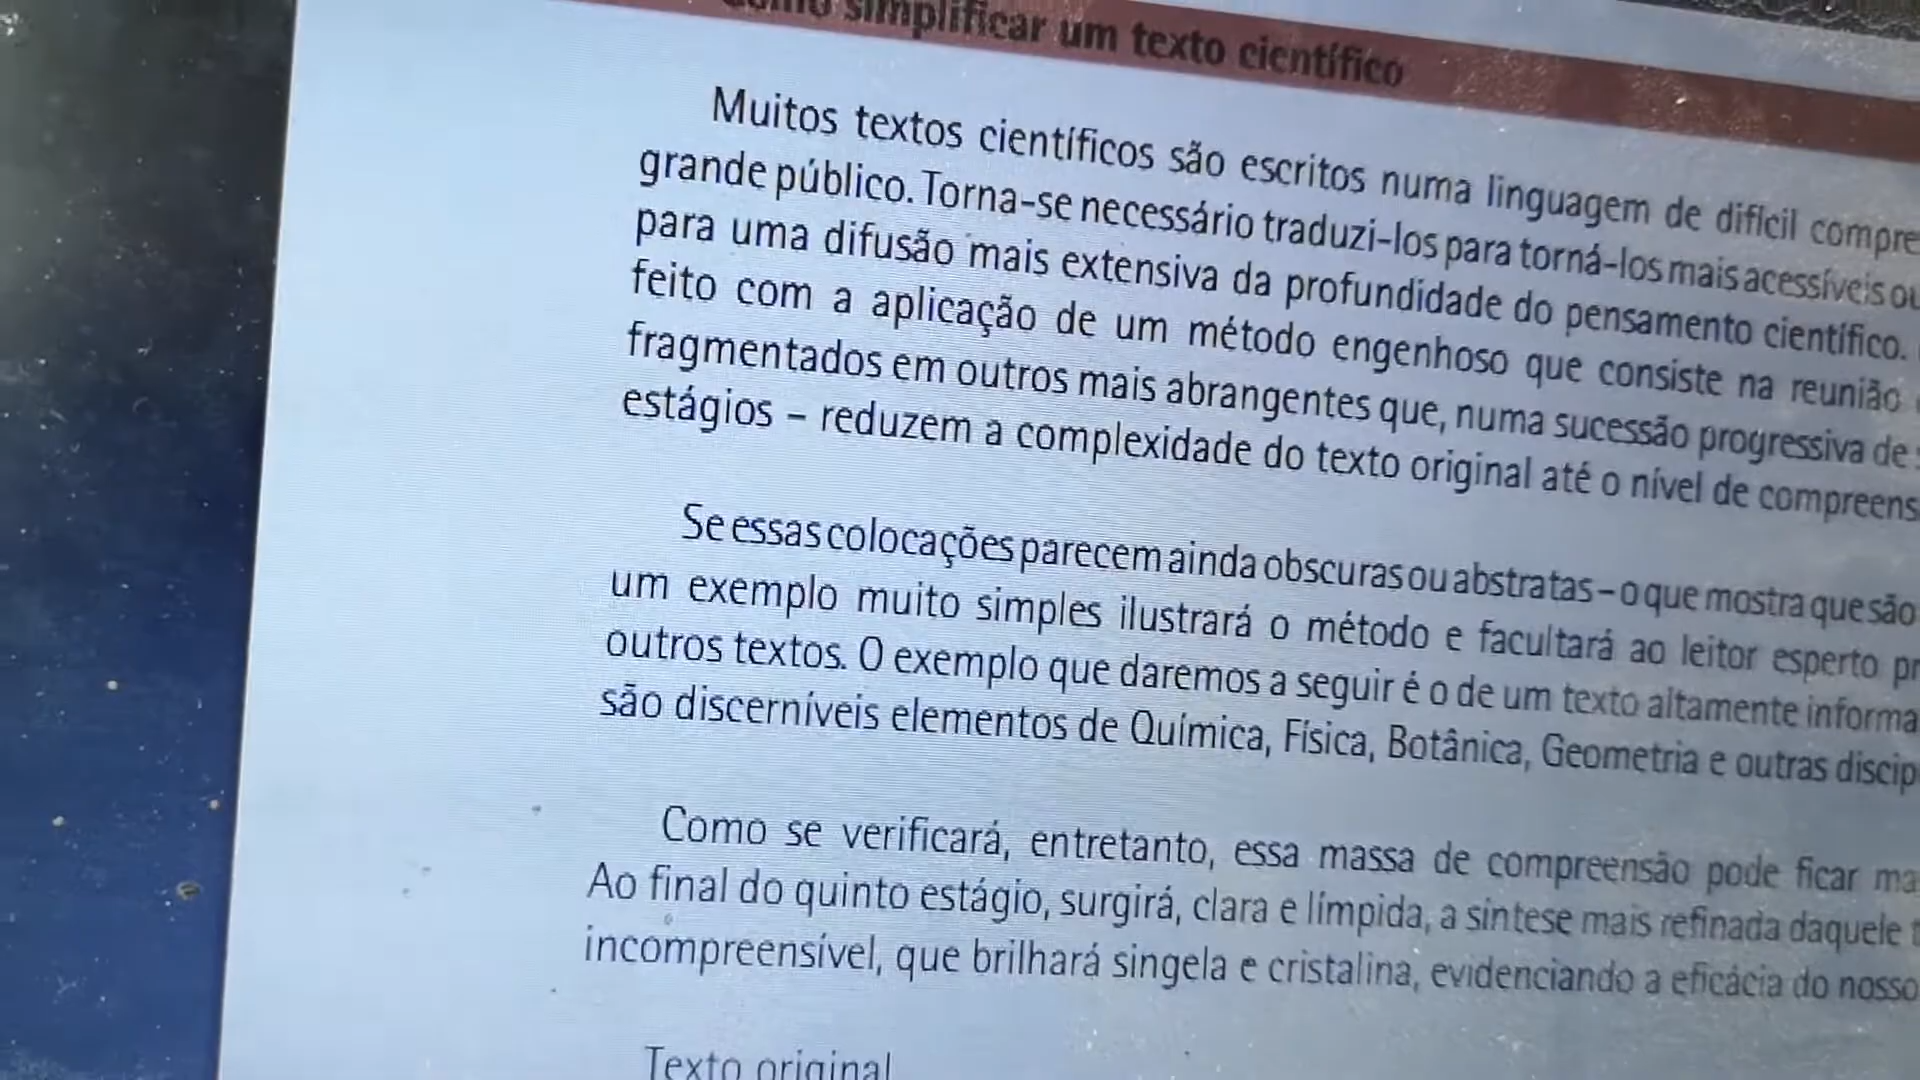 Como simplificar um texto científico
Muitos textos científicos são escritos numa linguagem de difícil compre
grande público. Torna-se necessário traduzi-los para torná-los mais acessíveis ou
para uma difusão mais extensiva da profundidade do pensamento científico.
feito com a aplicação de um método engenhoso que consiste na reunião
fragmentados em outros mais abrangentes que, numa sucessão progressiva de
estágios – reduzem a complexidade do texto original até o nível de compreens
Se essas colocações parecem ainda obscuras ou abstratas – o que mostra que são
um exemplo muito simples ilustrará o método e facultará ao leitor esperto pr
outros textos. O exemplo que daremos a seguir é o de um texto altamente informa
são discerníveis elementos de Química, Física, Botânica, Geometria e outras discip
Como se verificará, entretanto, essa massa de compreensão pode ficar ma
Ao final do quinto estágio, surgirá, clara e límpida, a síntese mais refinada daquele
incompreensível, que brilhará singela e cristalina, evidenciando a eficácia do nosso
Texto original